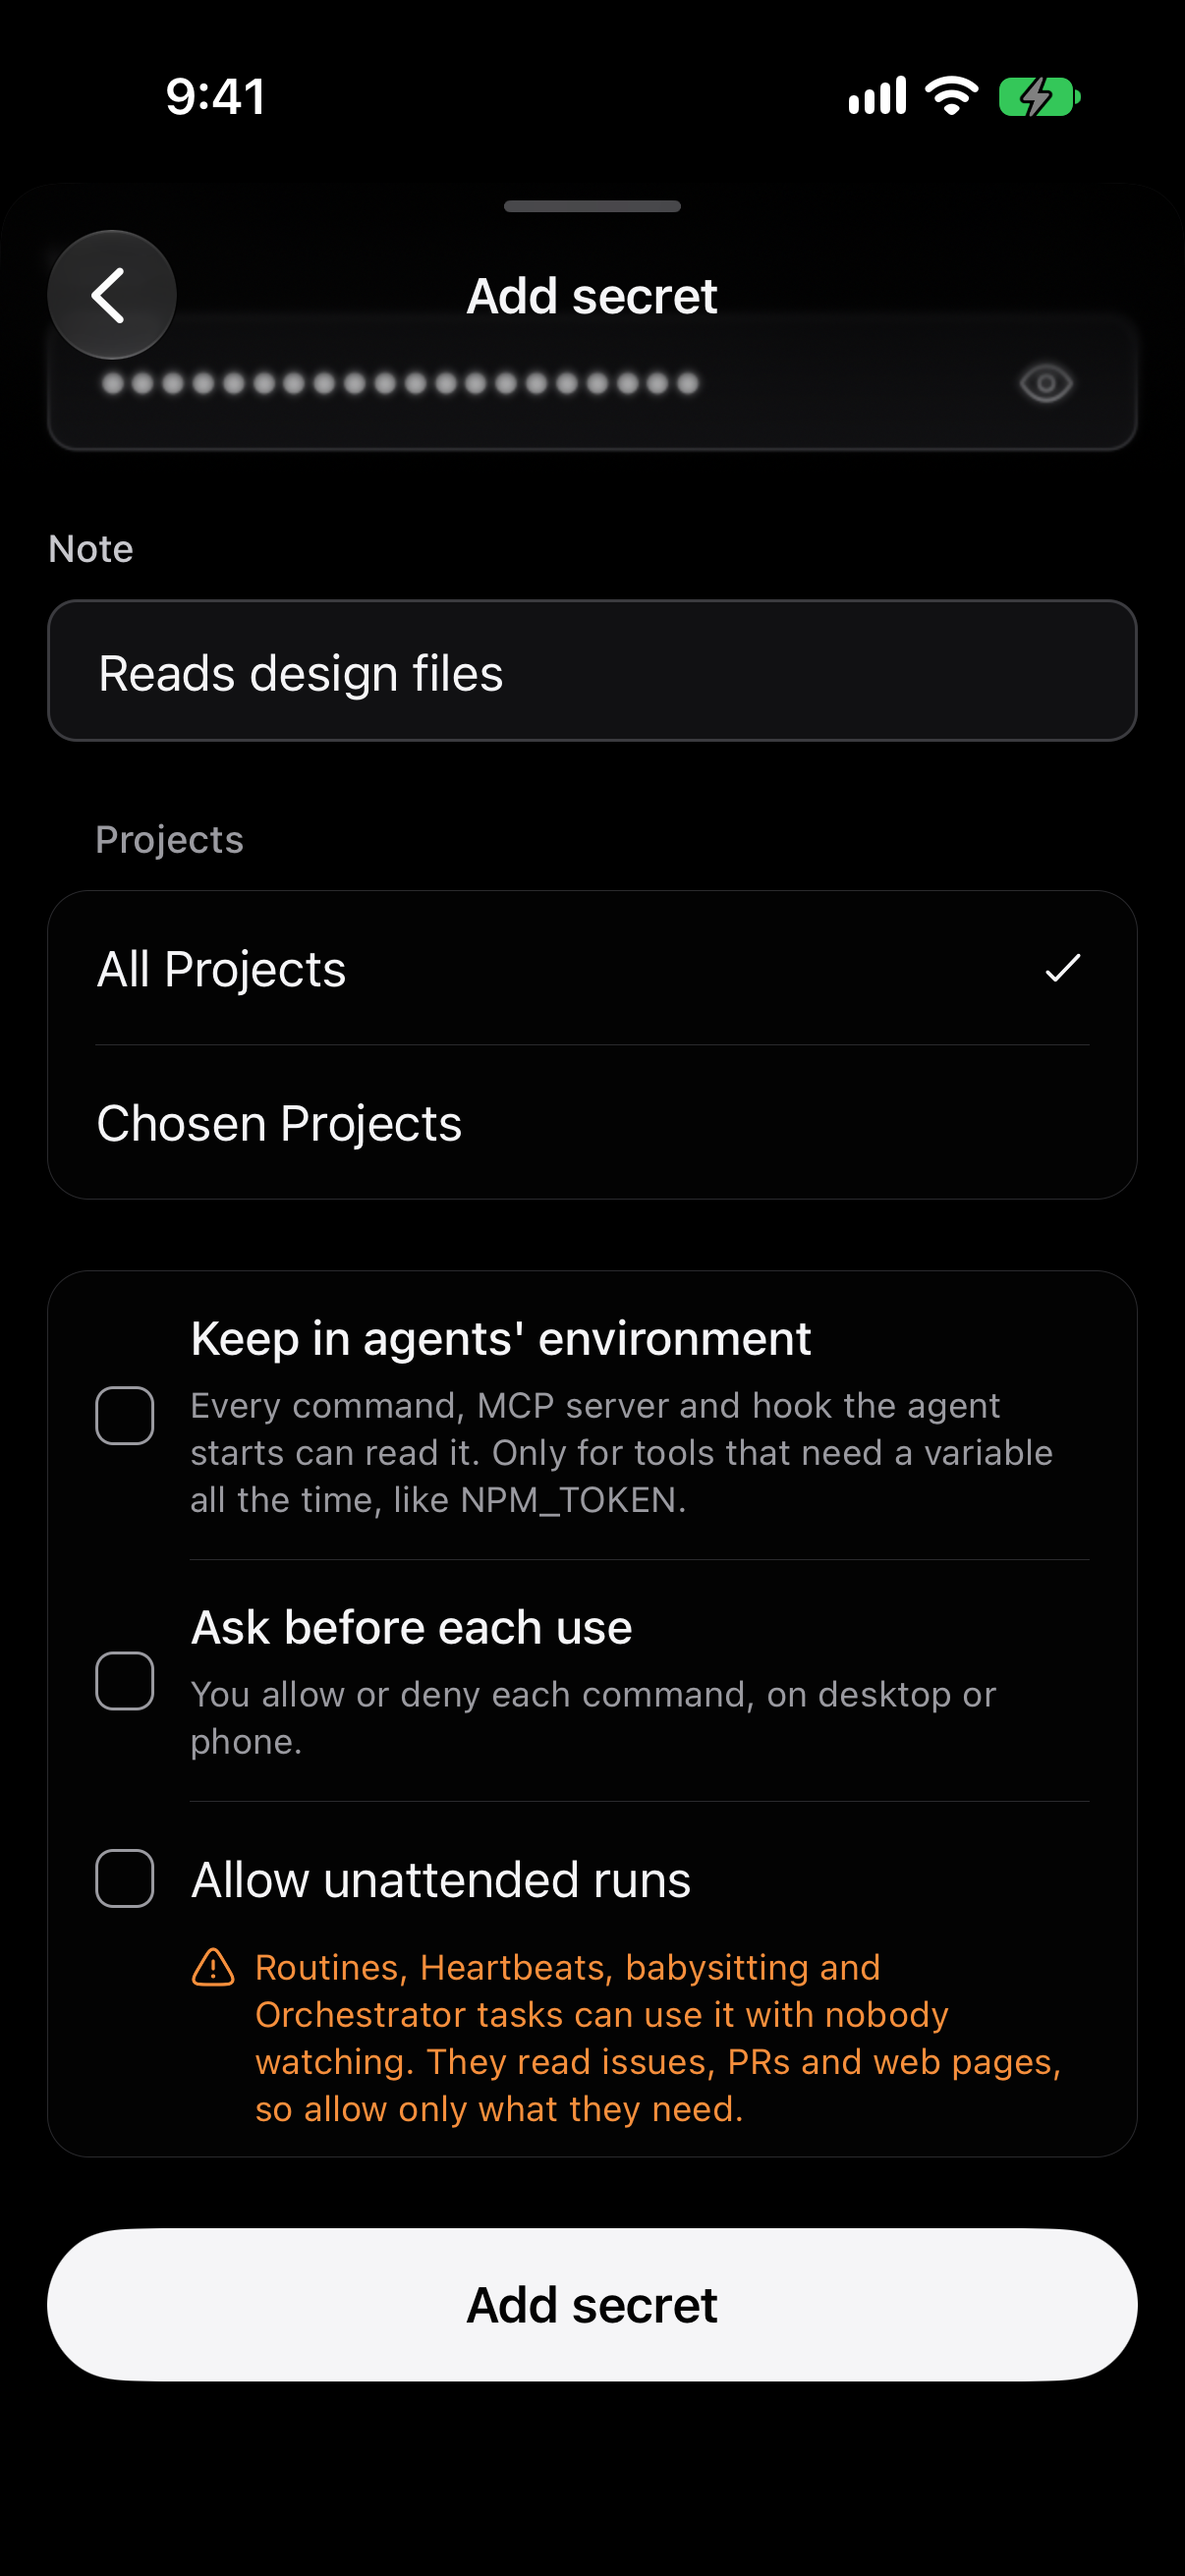 9:41
Add secret
Note
Reads design files
Projects
All Projects
Chosen Projects
Keep in agents' environment
Every command, MCP server and hook the agent
starts can read it. Only for tools that need a variable
all the time, like NPM_TOKEN.
Ask before each use
You allow or deny each command, on desktop or
phone.
Allow unattended runs
Routines, Heartbeats, babysitting and
Orchestrator tasks can use it with nobody
watching. They read issues, PRs and web pages,
so allow only what they need.
Add secret